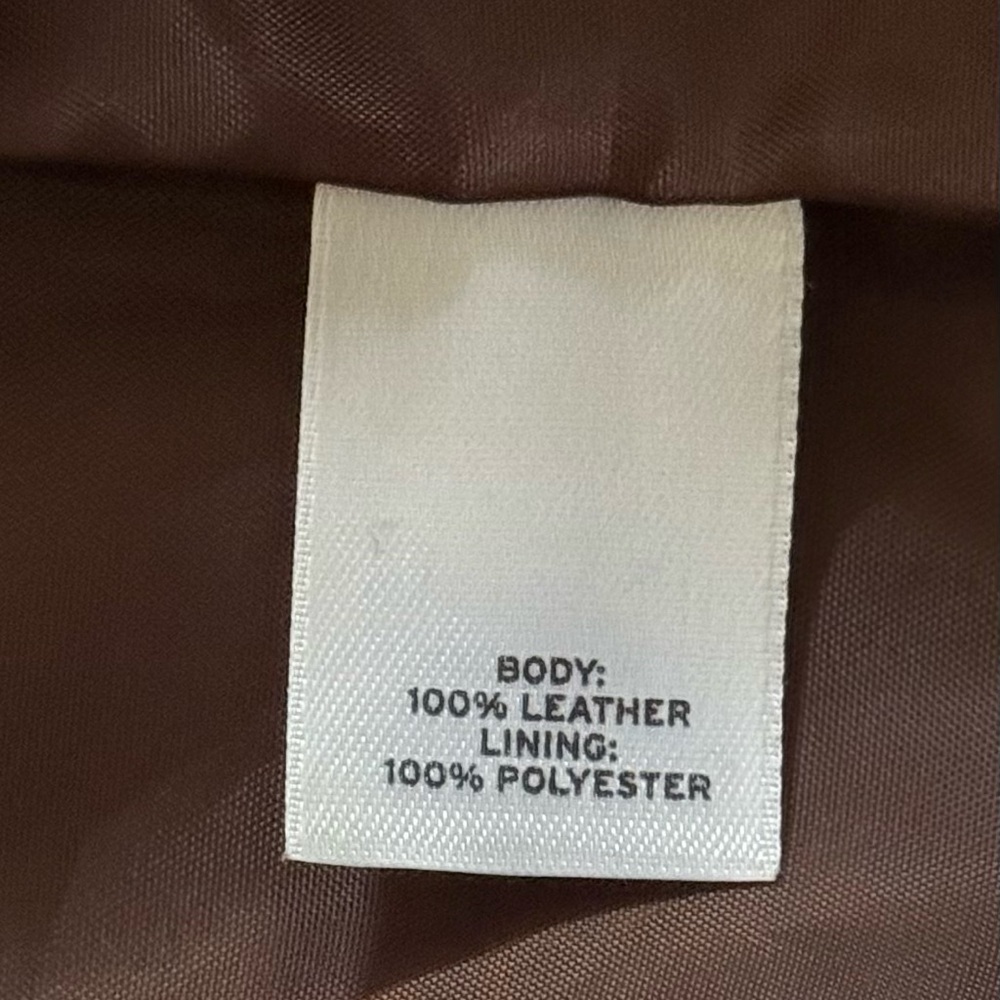 BODY:
100% LEATHER
LINING:
100% POLYESTER